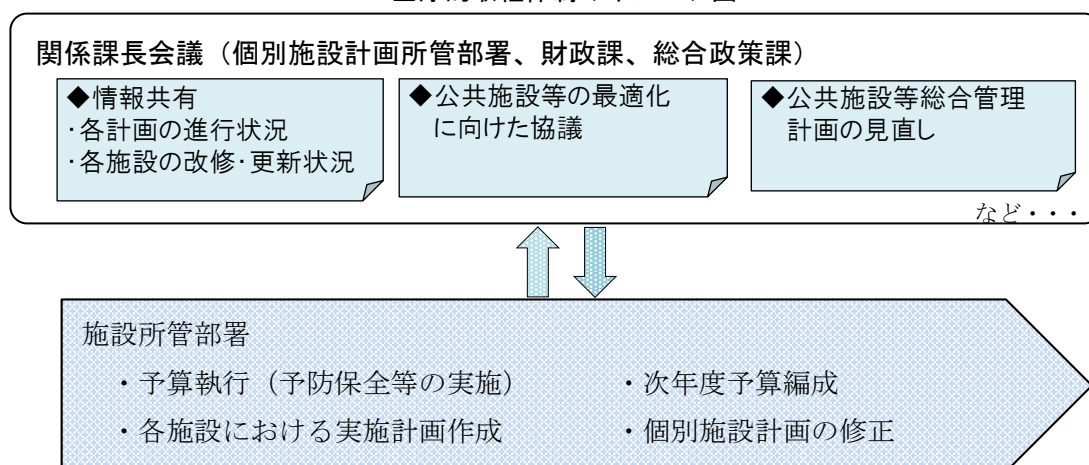 関係課長会議（個別施設計画所管部署、財政課、総合政策課）
◆情報共有
・各計画の進行状況
・各施設の改修・更新状況
◆公共施設等の最適化
に向けた協議
◆公共施設等総合管理
計画の見直し
など・・・
施設所管部署
・予算執行（予防保全等の実施）
・次年度予算編成
・各施設における実施計画作成
・個別施設計画の修正